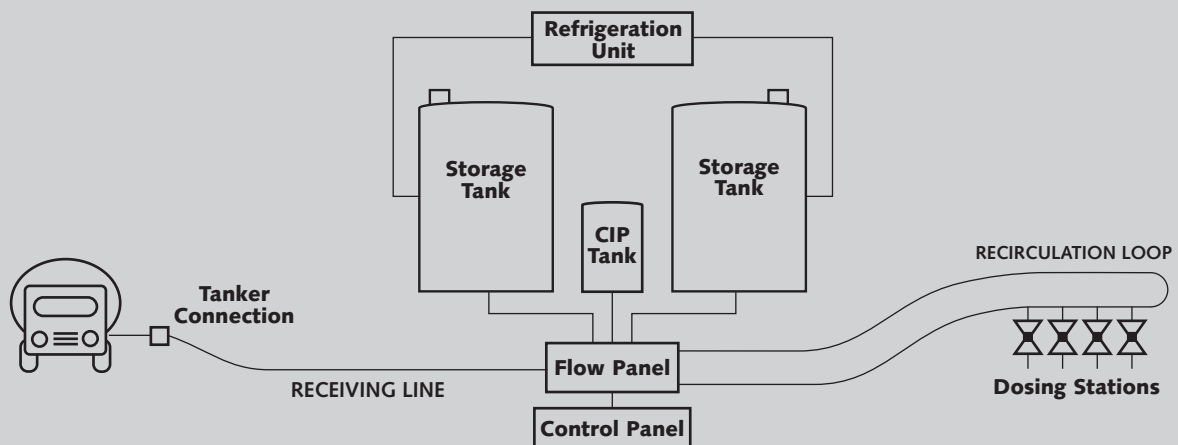 Refrigeration
Unit
Storage
Tank
Storage
Tank
CIP
Tank
RECIRCULATION LOOP
Tanker
Connection
Flow Panel
RECEIVING LINE
Dosing Stations
Control Panel